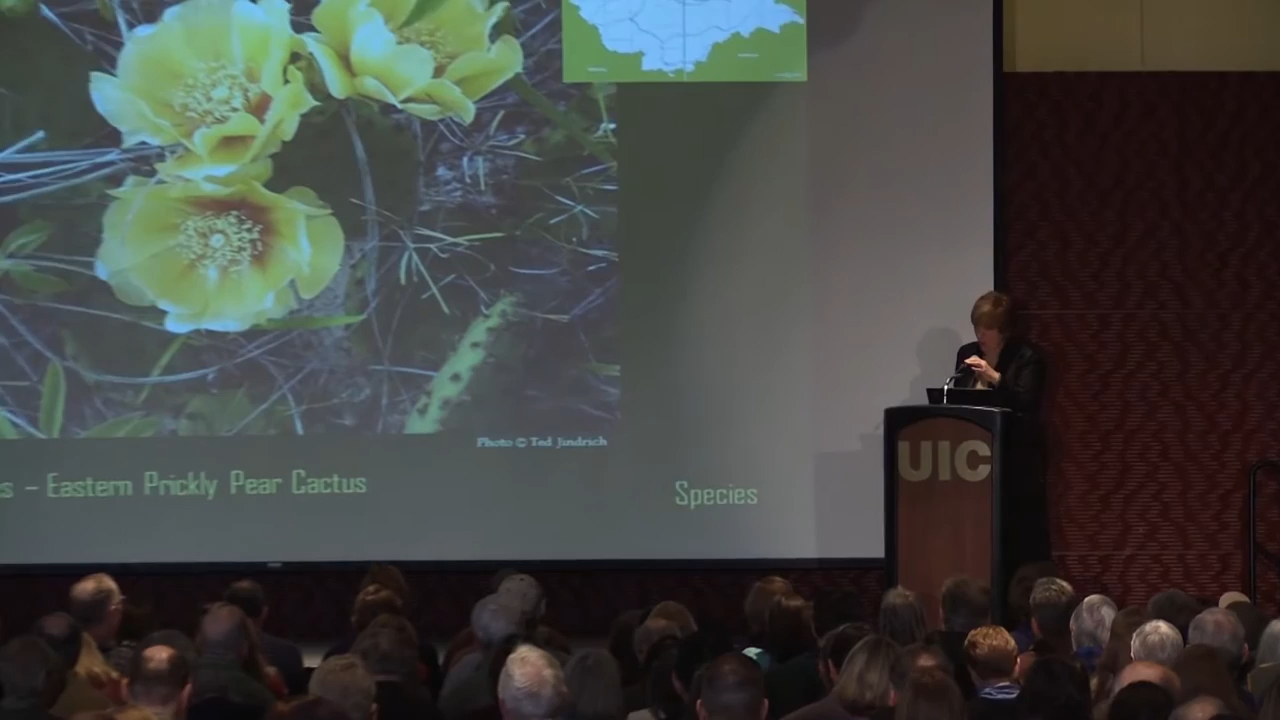 Photo © Ted Jindrich
s – Eastern Prickly Pear Cactus
Species
UIC